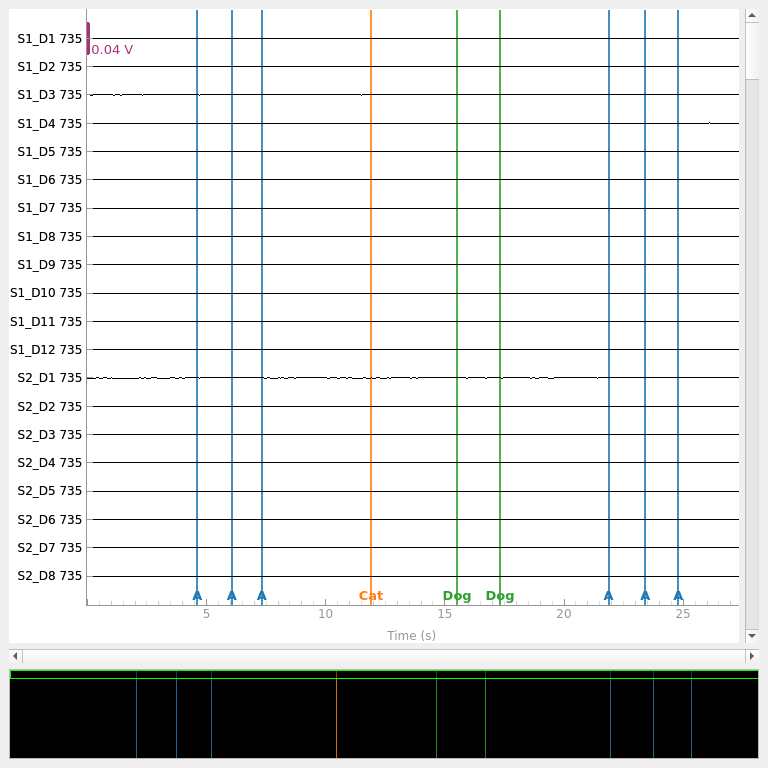 S1_D1 735
0.04 V
S1_D2 735
S1_D3 735
S1_D4 735
S1_D5 735
S1_D6 735
S1_D7 735
S1_D8 735
S1_D9 735
S1_D10 735
S1_D11 735
S1_D12 735
S2_D1 735
S2_D2 735
S2_D3 735
S2_D4 735
S2_D5 735
S2_D6 735
S2_D7 735
S2_D8 735
A A A Cat Dog Dog A A A
5 10 15 20 25
Time (s)